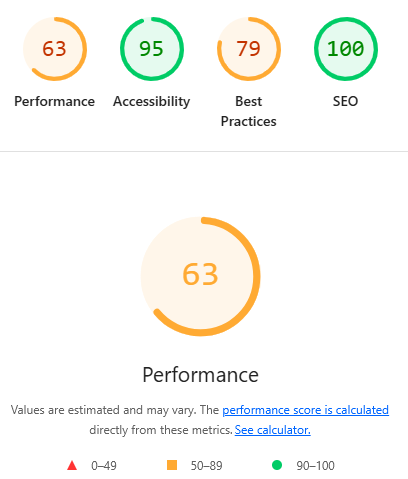 63 95 79 100
Performance Accessibility Best Practices SEO
63
Performance
Values are estimated and may vary. The performance score is calculated
directly from these metrics. See calculator.
0–49 50–89 90–100